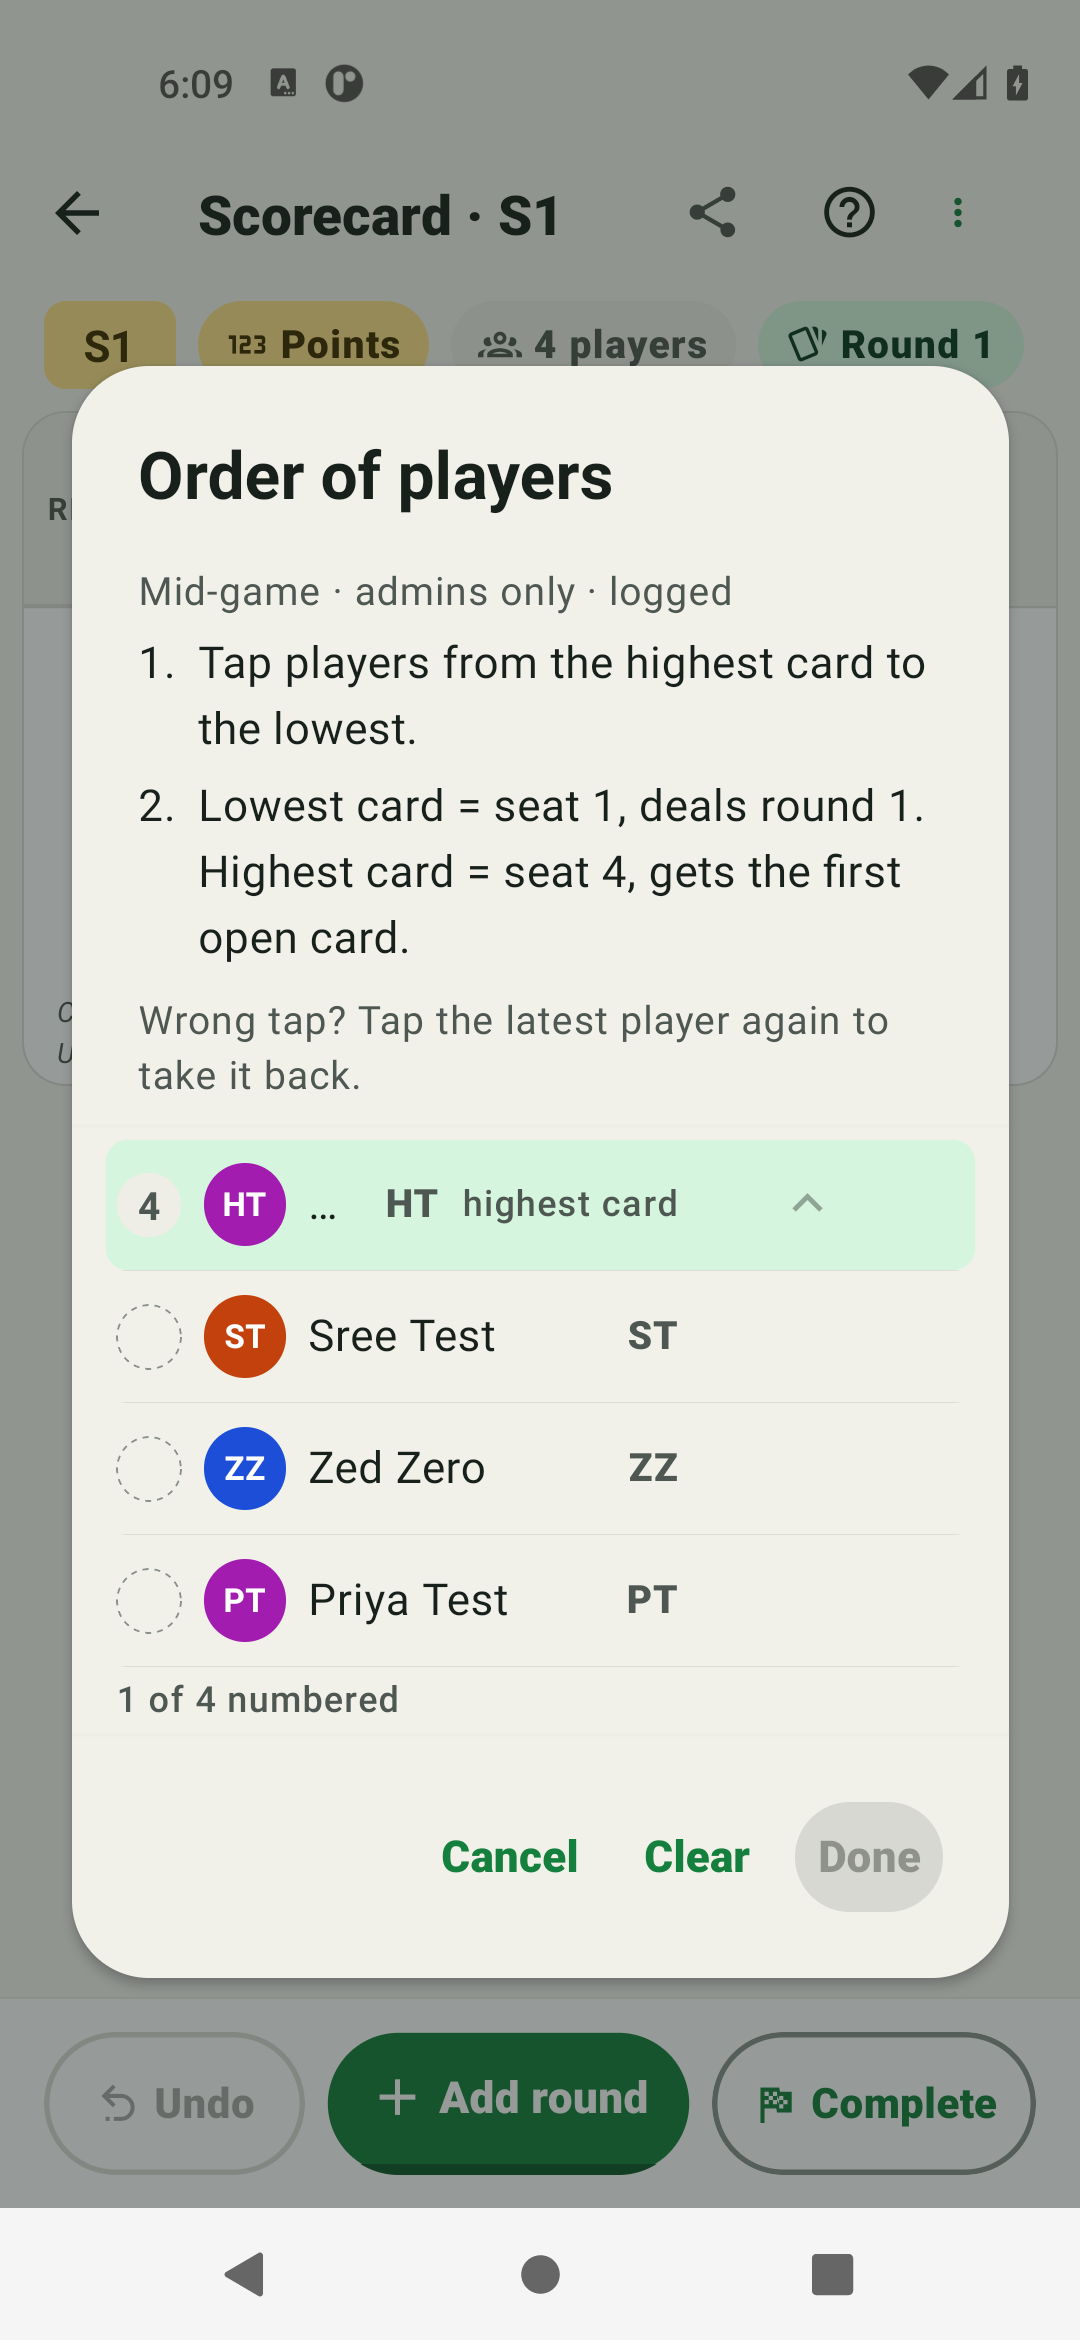 6:09
Scorecard · S1
S1
123 Points
4 players
Round 1
Order of players
Mid-game · admins only · logged
1. Tap players from the highest card to
the lowest.
2. Lowest card = seat 1, deals round 1.
Highest card = seat 4, gets the first
open card.
Wrong tap? Tap the latest player again to
take it back.
4 HT ... HT highest card
ST Sree Test ST
ZZ Zed Zero ZZ
PT Priya Test PT
1 of 4 numbered
Cancel Clear Done
Undo
Add round
Complete